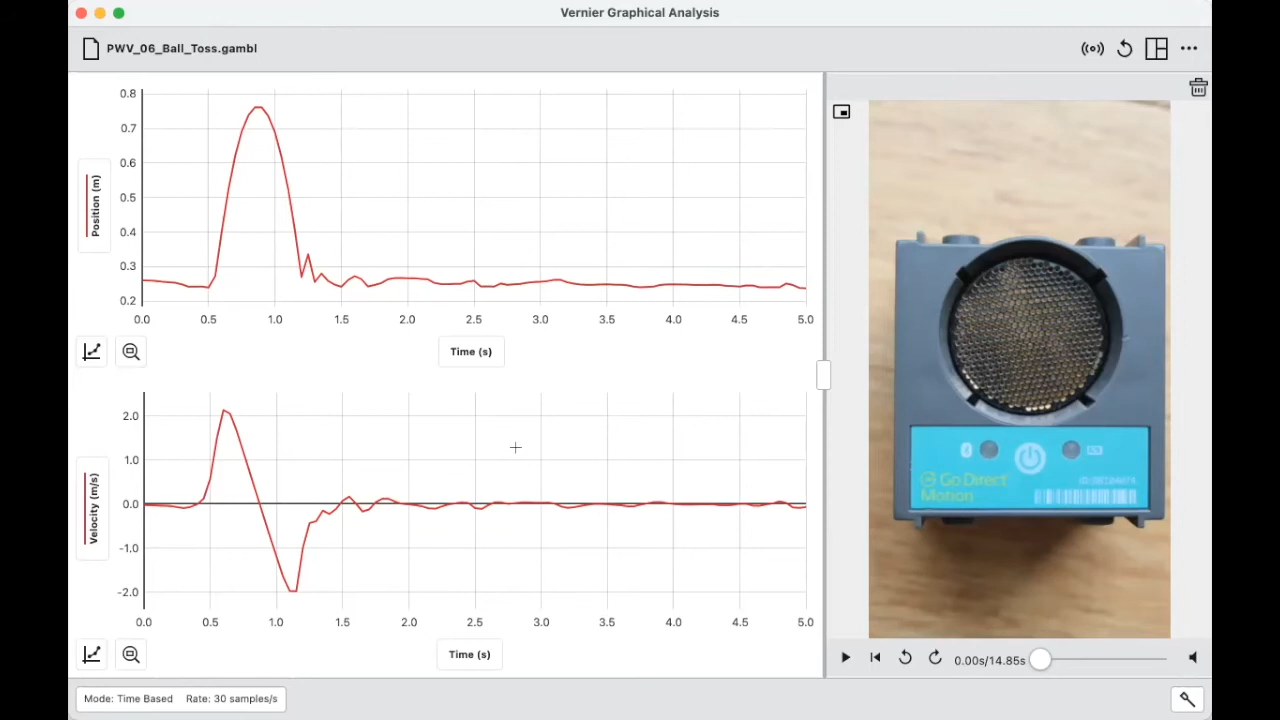 Vernier Graphical Analysis
PWV_06_Ball_Toss.gambl
Position (m)
0.8
0.7
0.6
0.5
0.4
0.3
0.2
0.0 0.5 1.0 1.5 2.0 2.5 3.0 3.5 4.0 4.5 5.0
Time (s)
Velocity (m/s)
2.0
1.0
0.0
-1.0
-2.0
0.0 0.5 1.0 1.5 2.0 2.5 3.0 3.5 4.0 4.5 5.0
Time (s)
Go Direct
Motion
0.00s/14.85s
Mode: Time Based Rate: 30 samples/s